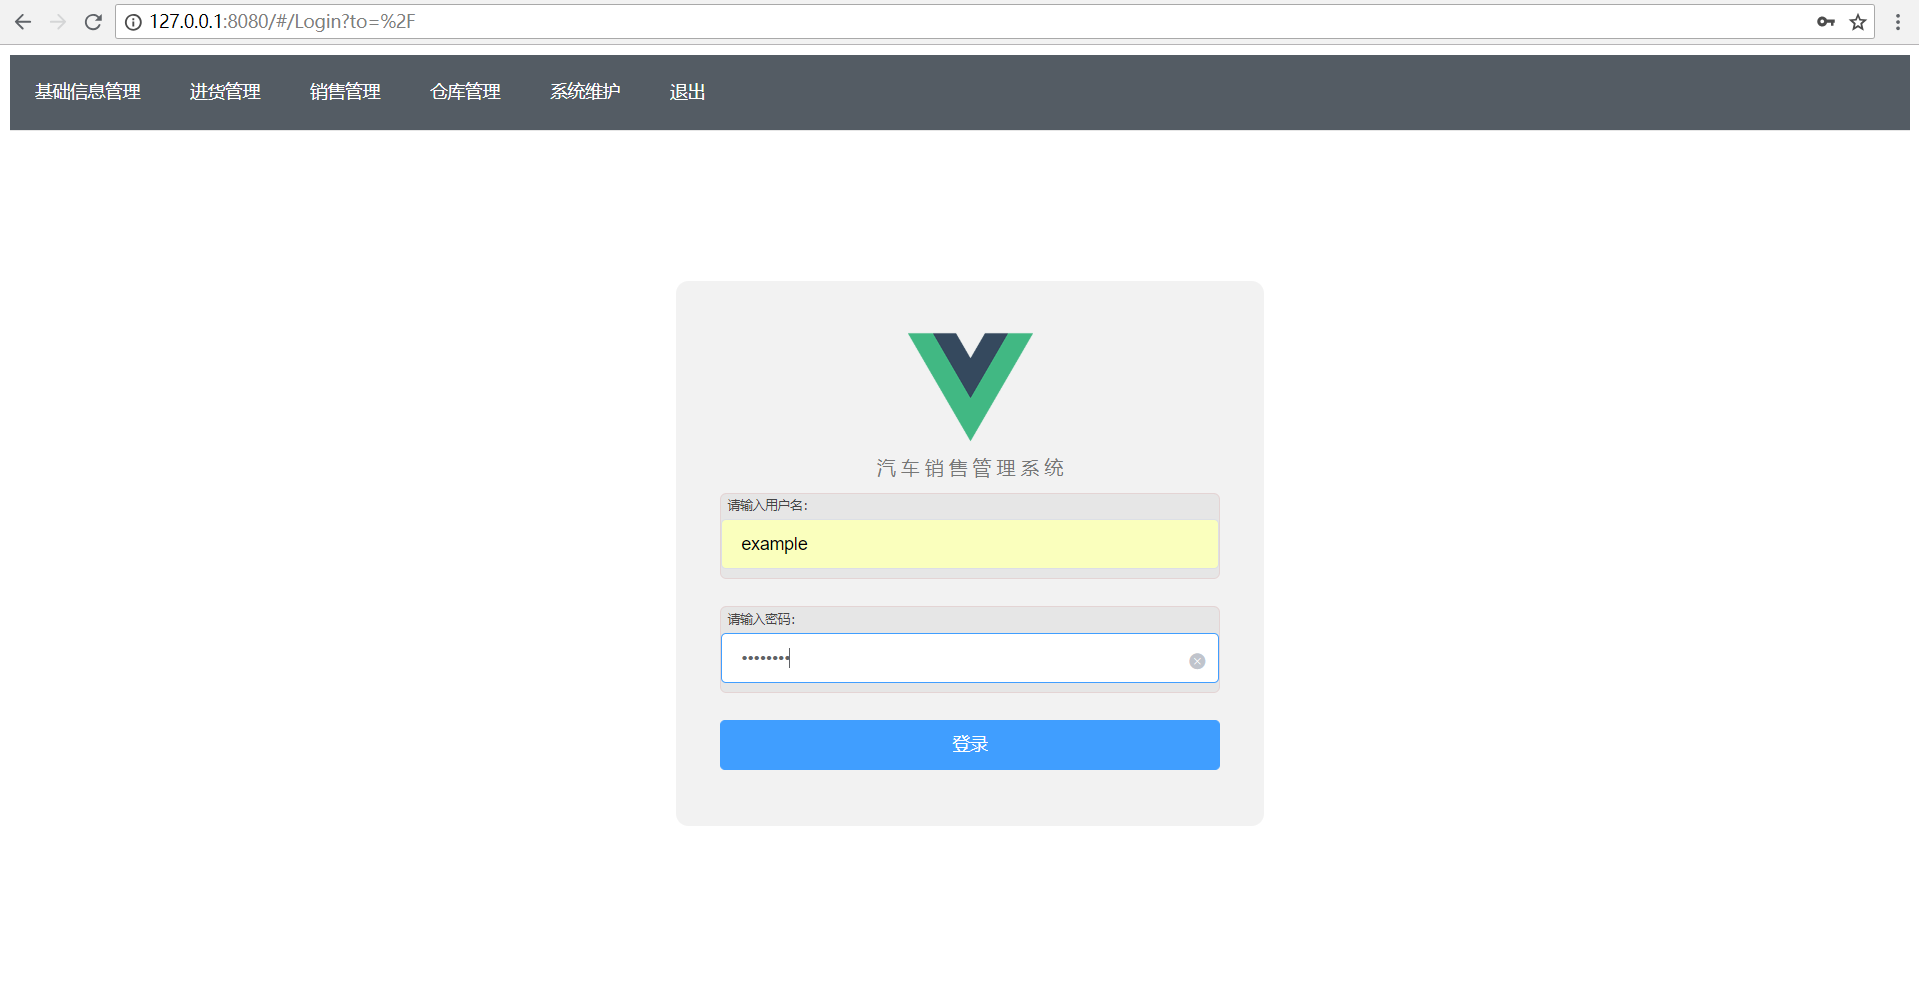 127.0.0.1:8080/#/Login?to=%2F
基础信息管理 进货管理 销售管理 仓库管理 系统维护 退出
汽车销售管理系统
请输入用户名：
example
请输入密码：
••••••••
登录